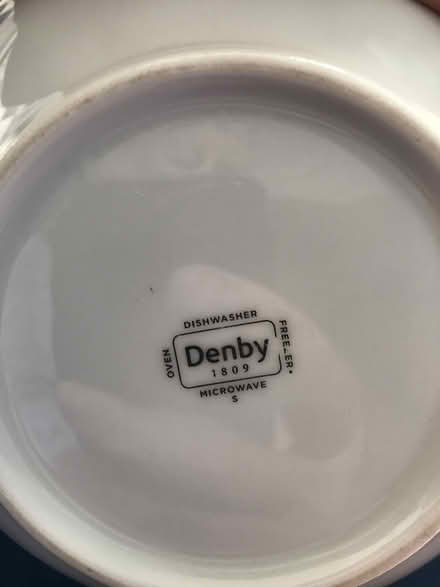 DISHWASHER
OVEN
Denby
1809
FREEZER
MICROWAVE
S